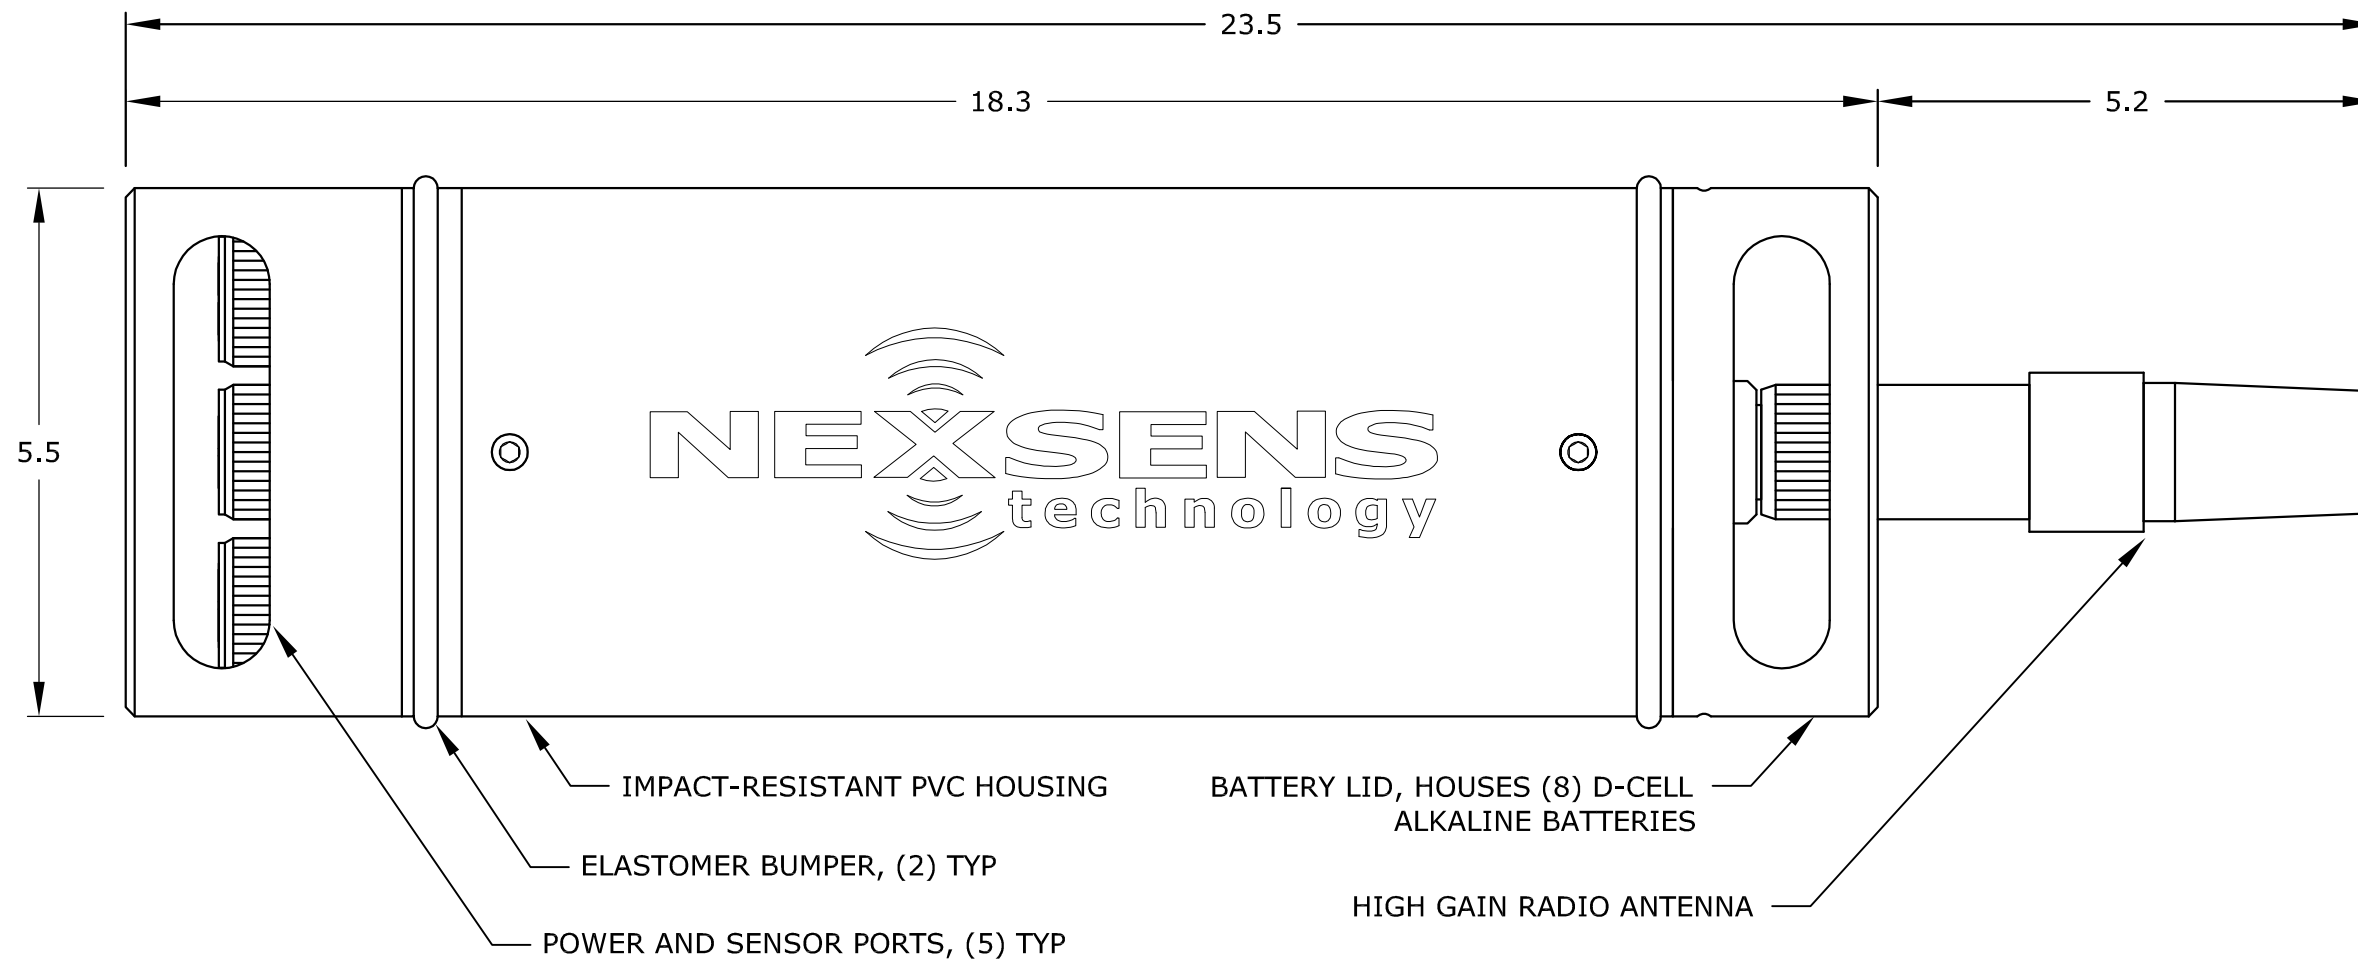 23.5
18.3
5.2
5.5
NEXSENS
technology
IMPACT-RESISTANT PVC HOUSING
BATTERY LID, HOUSES (8) D-CELL
ALKALINE BATTERIES
ELASTOMER BUMPER, (2) TYP
HIGH GAIN RADIO ANTENNA
POWER AND SENSOR PORTS, (5) TYP